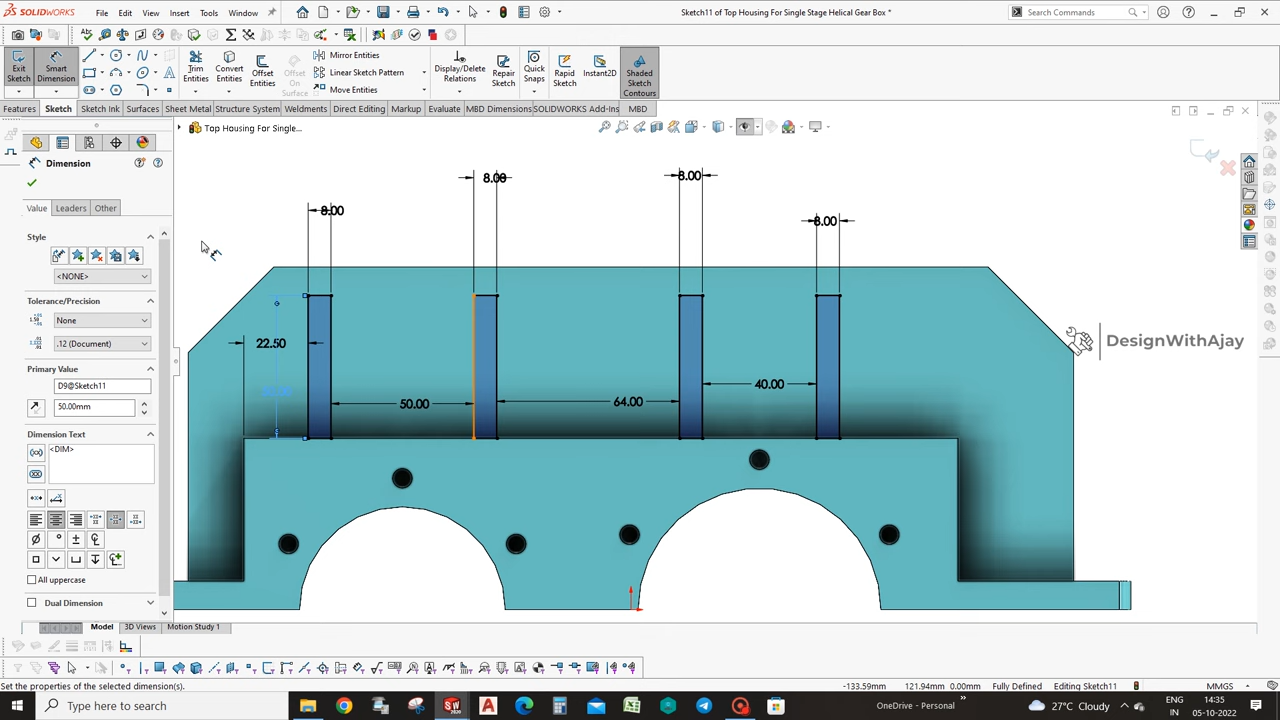 SOLIDWORKS File Edit View Insert Tools Window Sketch11 of Top Housing For Single Stage Helical Gear Box * Search Commands
Exit Sketch Smart Dimension Trim Entities Convert Entities Offset Entities Offset On Surface Mirror Entities Linear Sketch Pattern Move Entities Display/Delete Relations Repair Sketch Quick Snaps Rapid Sketch Instant2D Shaded Sketch Contours
Features Sketch Sketch Ink Surfaces Sheet Metal Structure System Weldments Direct Editing Markup Evaluate MBD Dimensions SOLIDWORKS Add-Ins MBD
Top Housing For Single...
Dimension
Value Leaders Other
Style
<NONE>
Tolerance/Precision
None
.12 (Document)
Primary Value
D9@Sketch11
50.00mm
Dimension Text
<DIM>
All uppercase
Dual Dimension
8.00 8.00 8.00 8.00
22.50
50.00 64.00 40.00
DesignWithAjay
Model 3D Views Motion Study 1
Set the properties of the selected dimension(s). -133.59mm 121.94mm 0.00mm Fully Defined Editing Sketch11 MMGS
Type here to search OneDrive - Personal 27°C Cloudy ENG IN 14:35 05-10-2022